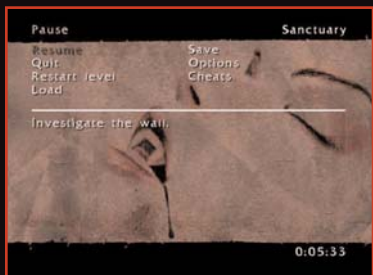 Pause Sanctuary
Resume Save
Quit Options
Restart level Cheats
Load
Investigate the wall.
0:05:33